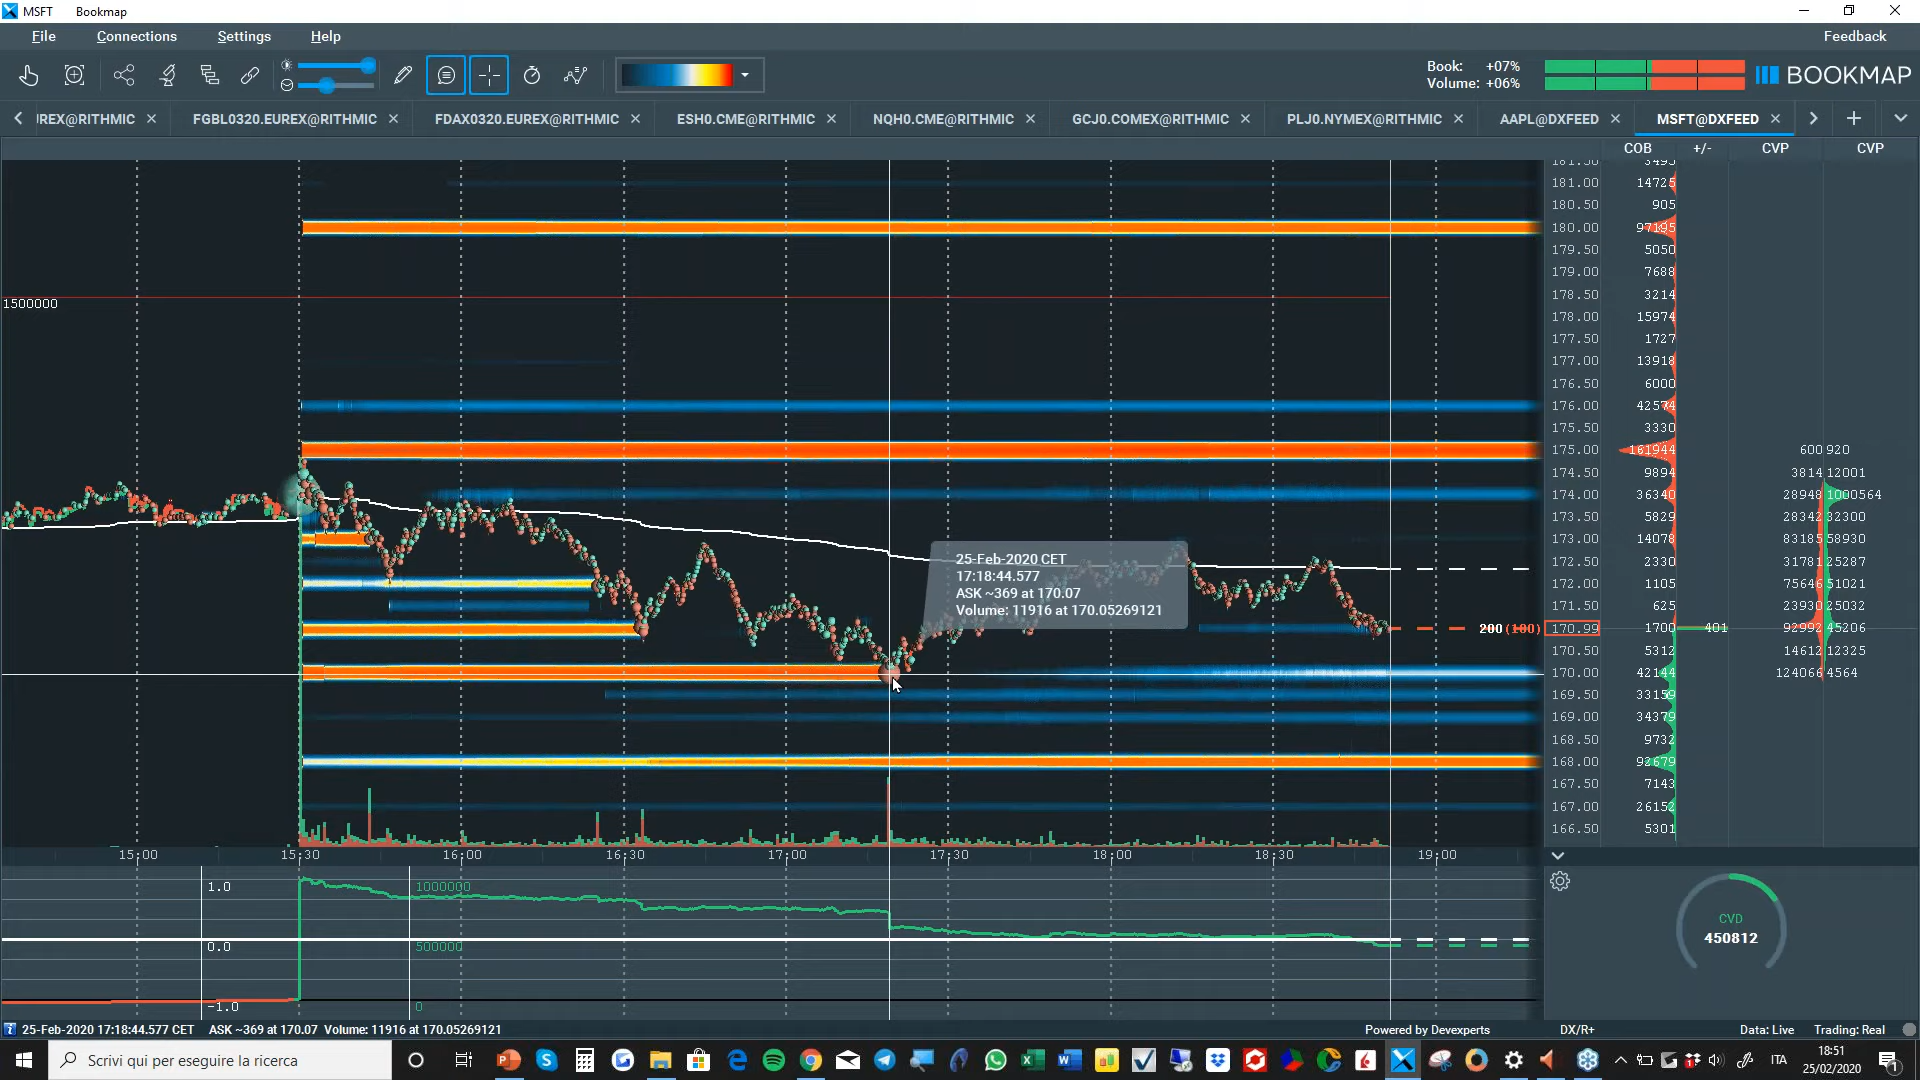 MSFT Bookmap
File Connections Settings Help Feedback
Book: +07%
Volume: +06%
BOOKMAP
IREX@RITHMIC FGBL0320.EUREX@RITHMIC FDAX0320.EUREX@RITHMIC ESH0.CME@RITHMIC NQH0.CME@RITHMIC GCJ0.COMEX@RITHMIC PLJ0.NYMEX@RITHMIC AAPL@DXFEED MSFT@DXFEED
COB +/- CVP CVP
181.50 3495
181.00 14725
180.50 905
180.00 97195
179.50 5050
179.00 7688
178.50 3214
1500000
178.00 15974
177.50 1727
177.00 13918
176.50 6000
176.00 42574
175.50 3330
175.00 161944 600 920
174.50 9894 3814 12001
174.00 36340 28948 1000564
173.50 5829 28342 32300
173.00 14078 83185 58930
172.50 2330 31781 25287
172.00 1105 75646 51021
171.50 625 23930 25032
200 (100) 170.99 1700 401 92992 45206
170.50 5312 14612 12325
170.00 42144 124066 4564
169.50 33159
169.00 34379
168.50 9732
168.00 92679
167.50 7143
167.00 26152
166.50 5301
25-Feb-2020 CET
17:18:44.577
ASK ~369 at 170.07
Volume: 11916 at 170.05269121
15:00 15:30 16:00 16:30 17:00 17:30 18:00 18:30 19:00
1.0 1000000
0.0 500000
-1.0 0
CVD
450812
25-Feb-2020 17:18:44.577 CET ASK ~369 at 170.07 Volume: 11916 at 170.05269121 Powered by Devexperts DX/R+ Data: Live Trading: Real
Scrivi qui per eseguire la ricerca
ITA
18:51
25/02/2020